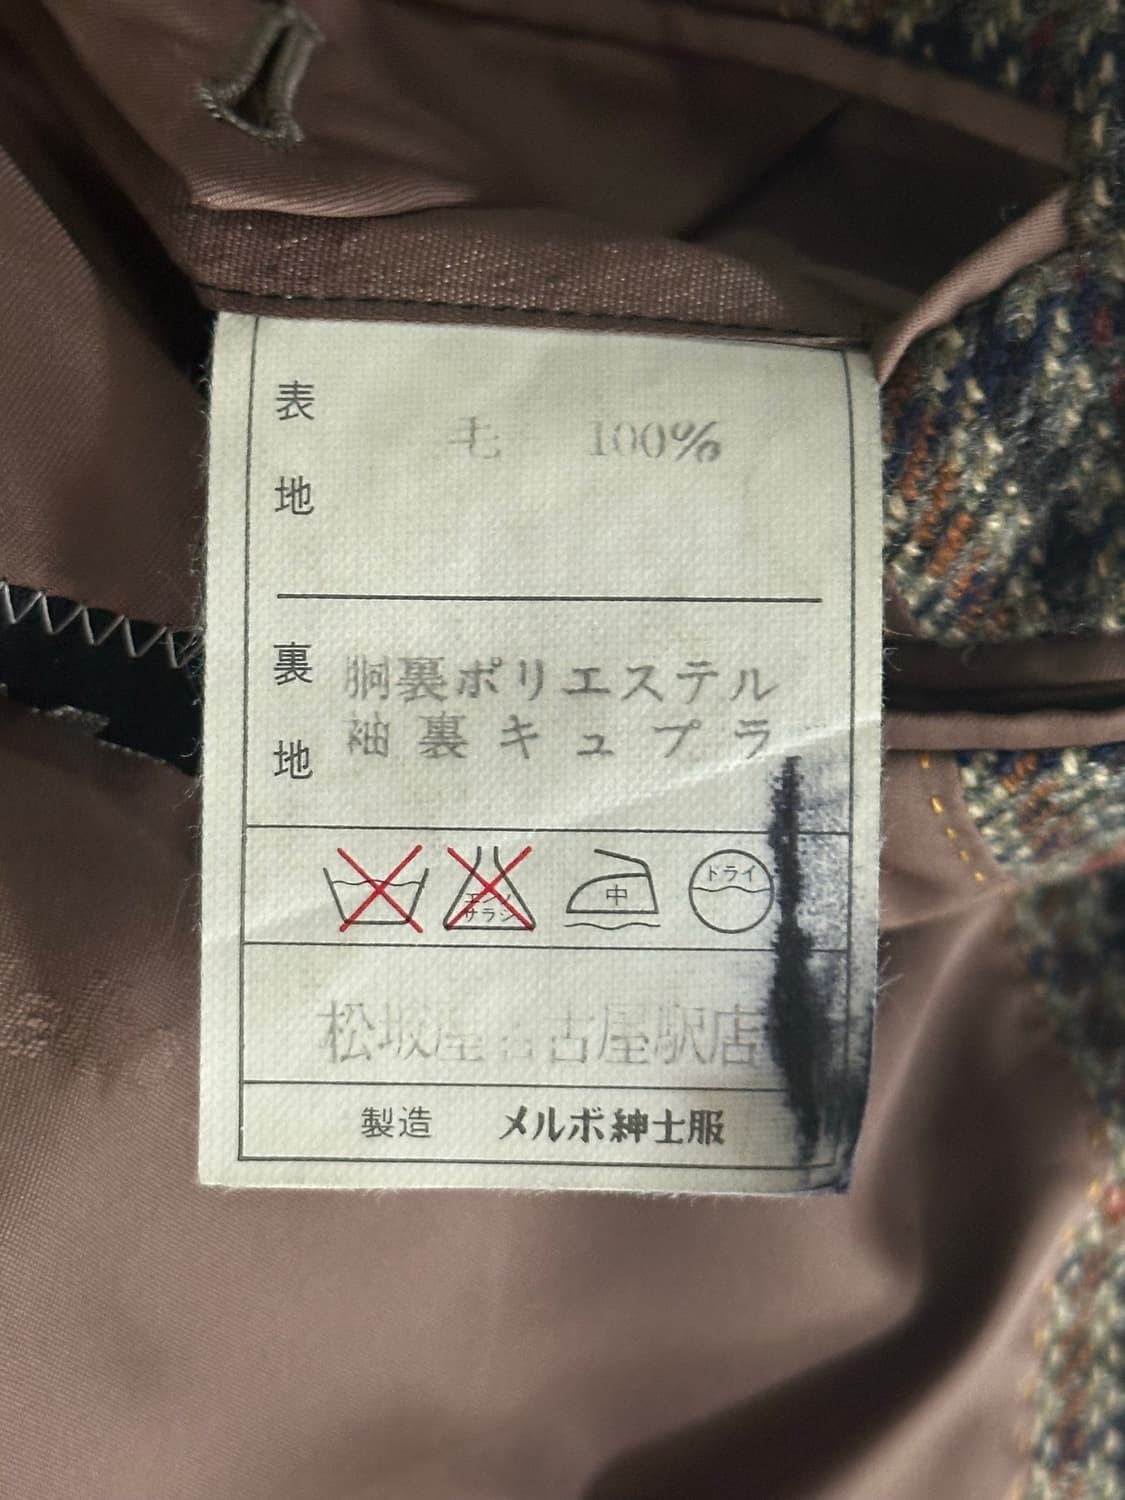 表地
毛 100%
裏地
胴裏ポリエステル
袖裏キュプラ
エンソサラシ
中
ドライ
松坂屋名古屋駅店
製造 メルボ紳士服